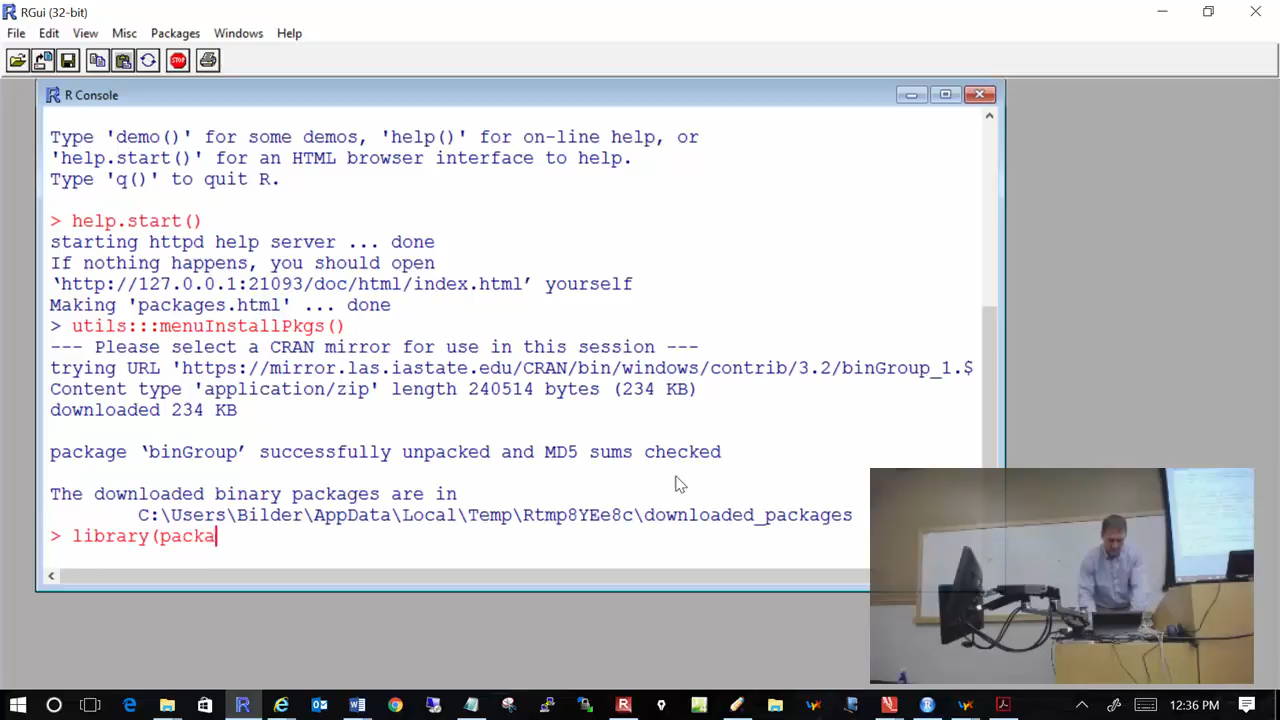 RGui (32-bit)
File Edit View Misc Packages Windows Help
R Console
Type 'demo()' for some demos, 'help()' for on-line help, or
'help.start()' for an HTML browser interface to help.
Type 'q()' to quit R.
> help.start()
starting httpd help server ... done
If nothing happens, you should open
‘http://127.0.0.1:21093/doc/html/index.html’ yourself
Making 'packages.html' ... done
> utils:::menuInstallPkgs()
--- Please select a CRAN mirror for use in this session ---
trying URL 'https://mirror.las.iastate.edu/CRAN/bin/windows/contrib/3.2/binGroup_1.$
Content type 'application/zip' length 240514 bytes (234 KB)
downloaded 234 KB
package ‘binGroup’ successfully unpacked and MD5 sums checked
The downloaded binary packages are in
C:\Users\Bilder\AppData\Local\Temp\Rtmp8YEe8c\downloaded_packages
> library(packa
12:36 PM